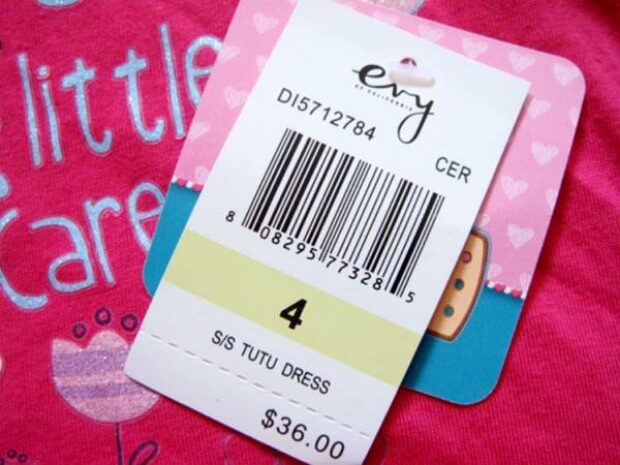 little
Care
evy
OF CALIFORNIA
DI5712784
CER
8 08295 77328 5
4
S/S TUTU DRESS
$36.00